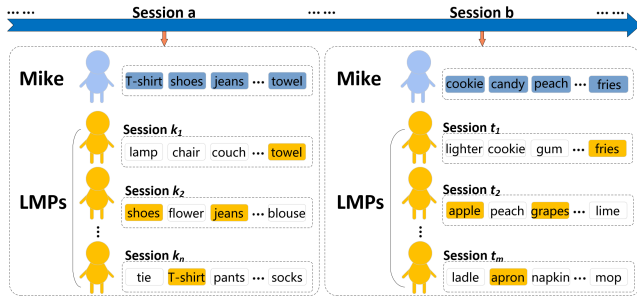 …… Session a …… Session b ……
Mike
T-shirt shoes jeans … towel
LMPs
Session k1
lamp chair couch … towel
Session k2
shoes flower jeans … blouse
⋮
Session kn
tie T-shirt pants … socks
Mike
cookie candy peach … fries
LMPs
Session t1
lighter cookie gum … fries
Session t2
apple peach grapes … lime
⋮
Session tm
ladle apron napkin … mop